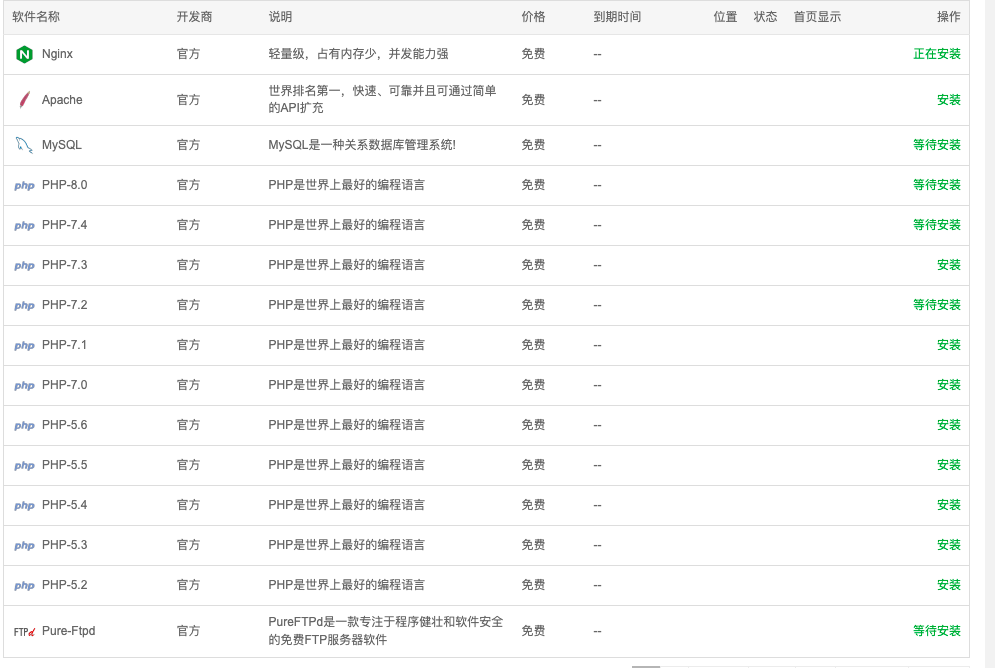 软件名称 开发商 说明 价格 到期时间 位置 状态 首页显示 操作
Nginx 官方 轻量级，占有内存少，并发能力强 免费 -- 正在安装
Apache 官方 世界排名第一，快速、可靠并且可通过简单 免费 -- 安装
的API扩充
MySQL 官方 MySQL是一种关系数据库管理系统! 免费 -- 等待安装
php PHP-8.0 官方 PHP是世界上最好的编程语言 免费 -- 等待安装
php PHP-7.4 官方 PHP是世界上最好的编程语言 免费 -- 等待安装
php PHP-7.3 官方 PHP是世界上最好的编程语言 免费 -- 安装
php PHP-7.2 官方 PHP是世界上最好的编程语言 免费 -- 等待安装
php PHP-7.1 官方 PHP是世界上最好的编程语言 免费 -- 安装
php PHP-7.0 官方 PHP是世界上最好的编程语言 免费 -- 安装
php PHP-5.6 官方 PHP是世界上最好的编程语言 免费 -- 安装
php PHP-5.5 官方 PHP是世界上最好的编程语言 免费 -- 安装
php PHP-5.4 官方 PHP是世界上最好的编程语言 免费 -- 安装
php PHP-5.3 官方 PHP是世界上最好的编程语言 免费 -- 安装
php PHP-5.2 官方 PHP是世界上最好的编程语言 免费 -- 安装
FTPd Pure-Ftpd 官方 PureFTPd是一款专注于程序健壮和软件安全 免费 -- 等待安装
的免费FTP服务器软件